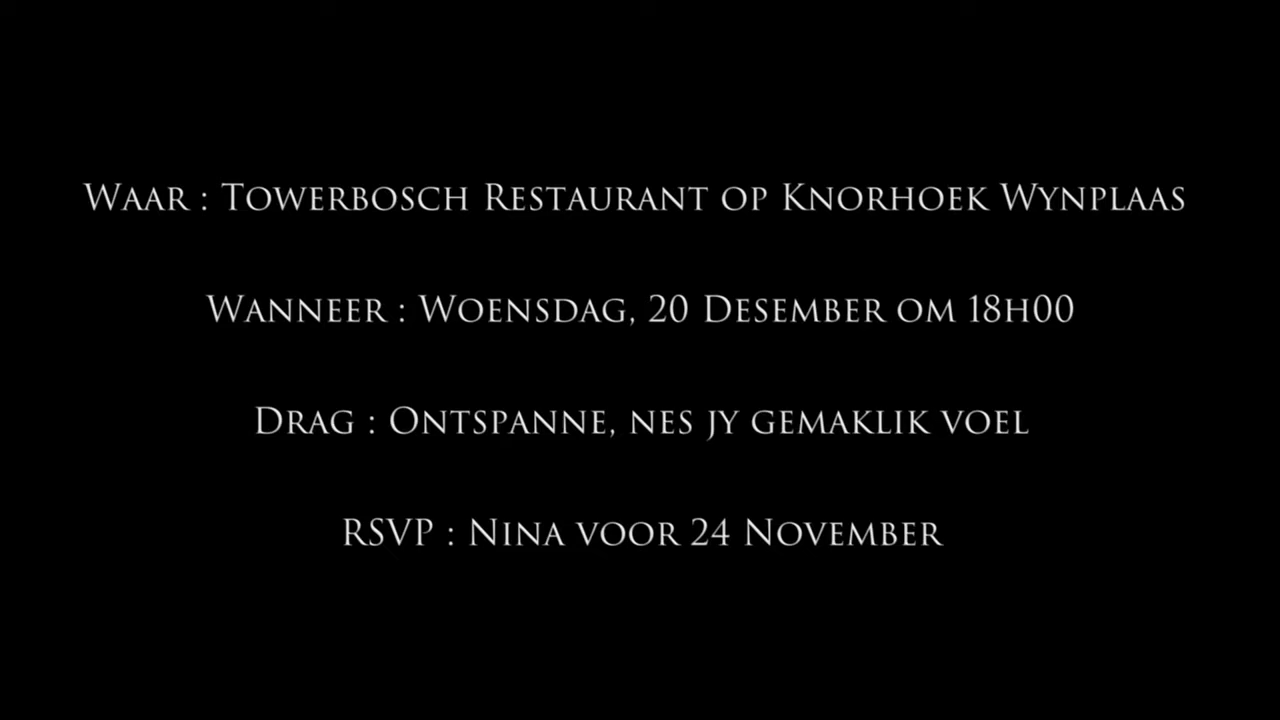 Waar : Towerbosch Restaurant op Knorhoek Wynplaas
Wanneer : Woensdag, 20 Desember om 18h00
Drag : Ontspanne, nes jy gemaklik voel
RSVP : Nina voor 24 November